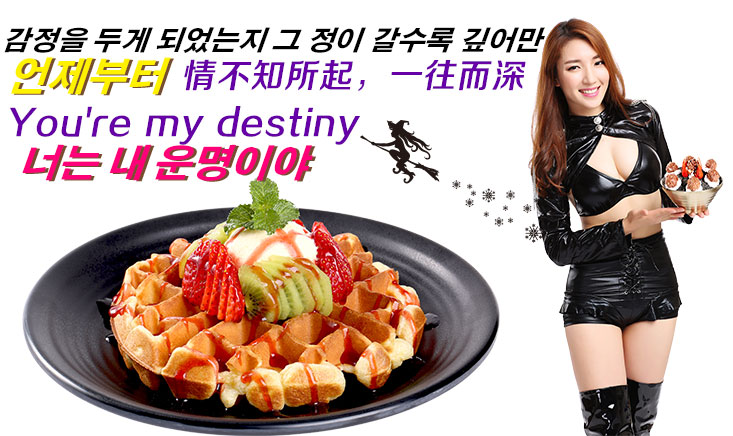 감정을 두게 되었는지 그 정이 갈수록 깊어만
언제부터 情不知所起，一往而深
You're my destiny
너는 내 운명이야